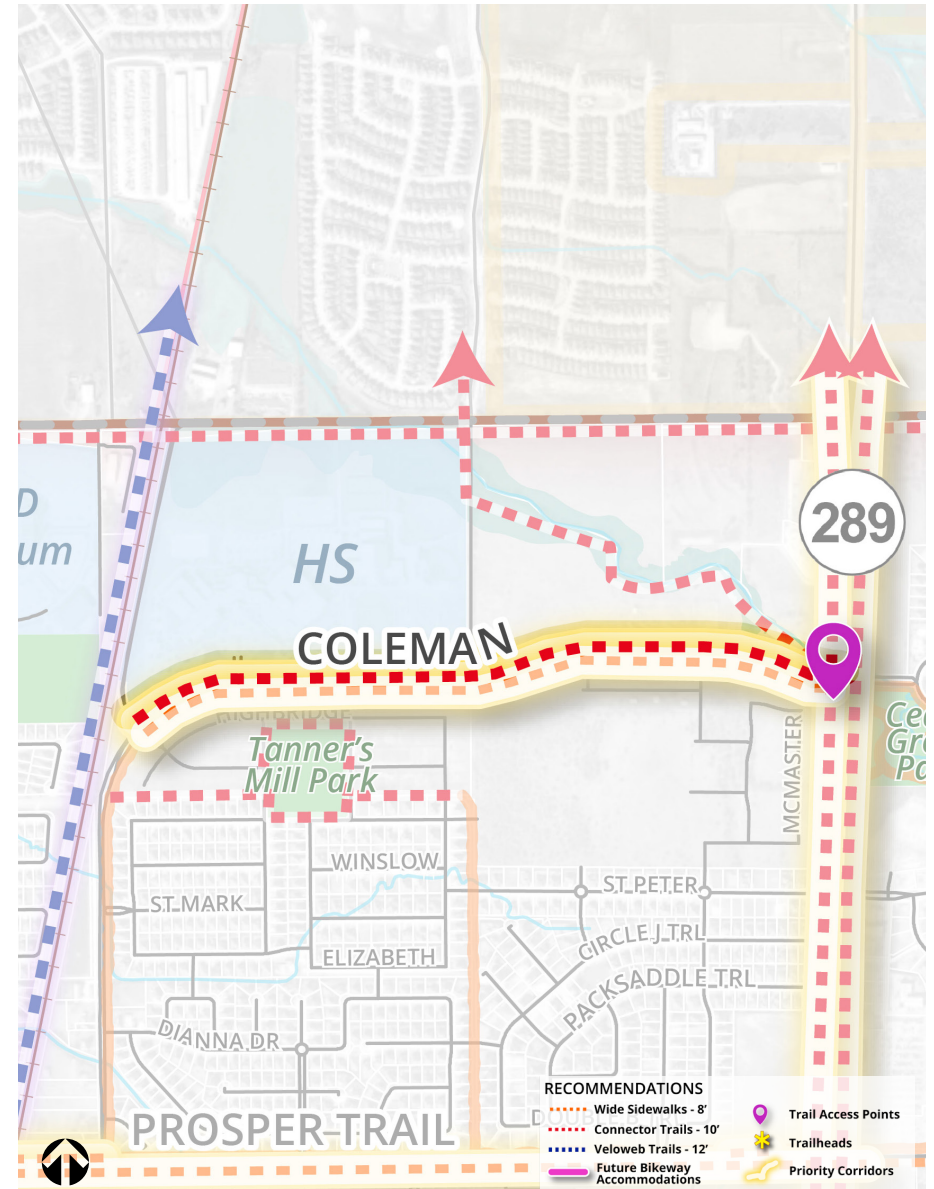 289
D
um
HS
COLEMAN
Tanner's
Mill Park
MCMASTER
WINSLOW
ST MARK
ST PETER
CIRCLE J TRL
ELIZABETH
PACKSADDLE TRL
DIANNA DR
PROSPER TRAIL
RECOMMENDATIONS
Wide Sidewalks - 8'
Connector Trails - 10'
Veloweb Trails - 12'
Future Bikeway
Accommodations
Trail Access Points
Trailheads
Priority Corridors